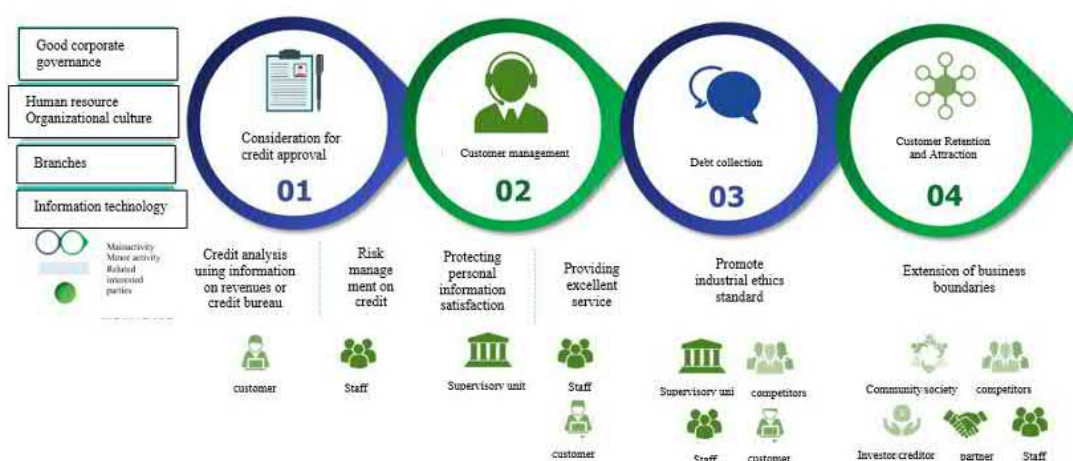 Good corporate
governance
Human resource
Organizational culture
Branches
Information technology
Mainactivity
Minor activity
Related
interested
parties
Consideration for
credit approval
01
Customer management
02
Debt collection
03
Customer Retention
and Attraction
04
Credit analysis
using information
on revenues or
credit bureau
Risk
manage
ment on
credit
Protecting
personal
information
satisfaction
Providing
excellent
service
Promote
industrial ethics
standard
Extension of business
boundaries
customer
Staff
Supervisory unit
Staff
customer
Supervisory uni
competitors
Staff
customer
Community society
competitors
Investor creditor
partner
Staff